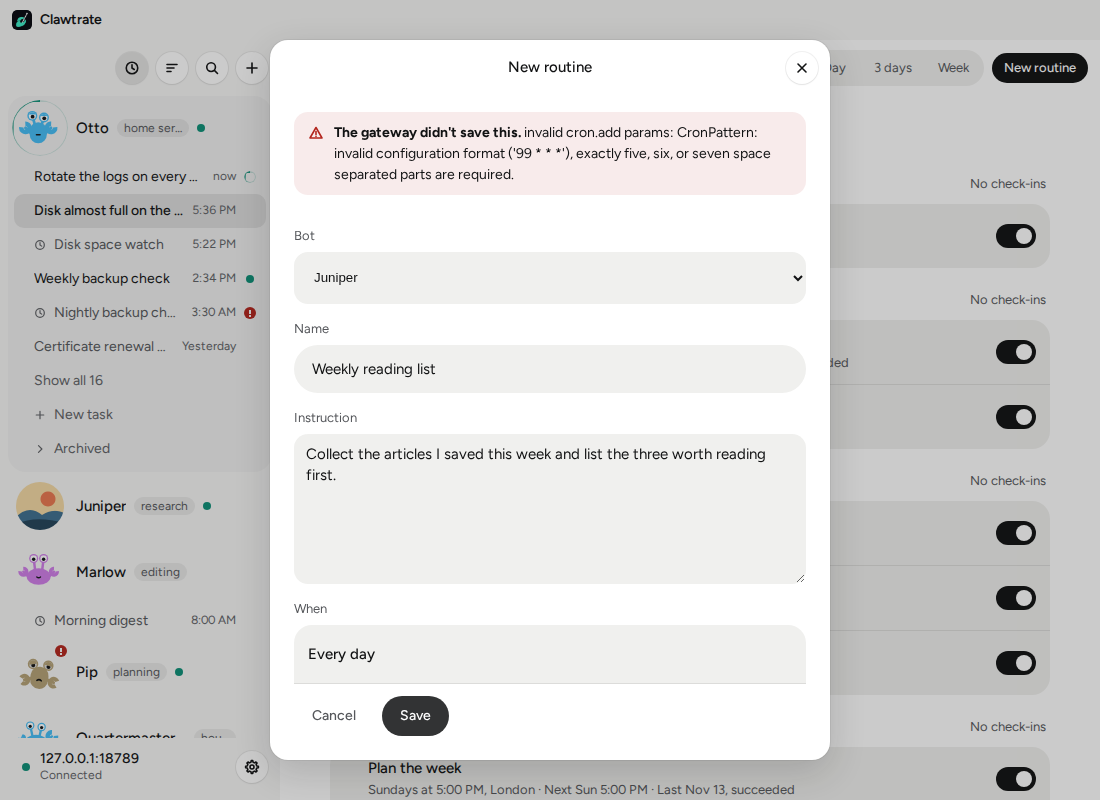 Clawtrate
Otto
home ser...
Rotate the logs on every ...
now
Disk almost full on the ...
5:36 PM
Disk space watch
5:22 PM
Weekly backup check
2:34 PM
Nightly backup ch...
3:30 AM
Certificate renewal ...
Yesterday
Show all 16
New task
Archived
Juniper
research
Marlow
editing
Morning digest
8:00 AM
Pip
planning
127.0.0.1:18789
Connected
New routine
The gateway didn't save this. invalid cron.add params: CronPattern:
invalid configuration format ('99 * * *'), exactly five, six, or seven space
separated parts are required.
Bot
Juniper
Name
Weekly reading list
Instruction
Collect the articles I saved this week and list the three worth reading
first.
When
Every day
Cancel
Save
3 days
Week
New routine
No check-ins
No check-ins
No check-ins
No check-ins
Plan the week
Sundays at 5:00 PM, London · Next Sun 5:00 PM · Last Nov 13, succeeded